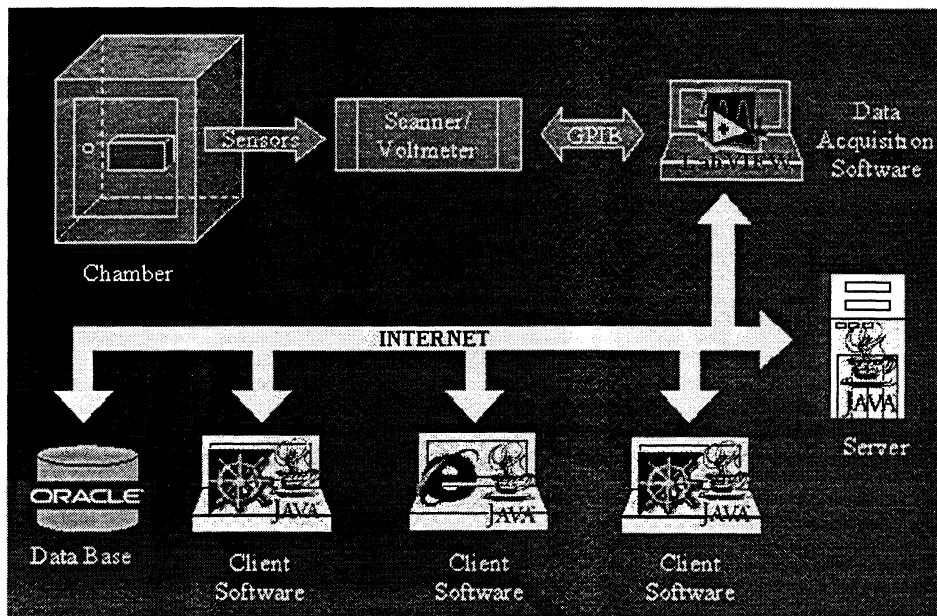 Sensors
Scanner/
Voltmeter
GPIB
LabVIEW
Data
Acquisition
Software
Chamber
INTERNET
JAVA
Server
ORACLE
JAVA
JAVA
JAVA
Data Base
Client
Software
Client
Software
Client
Software